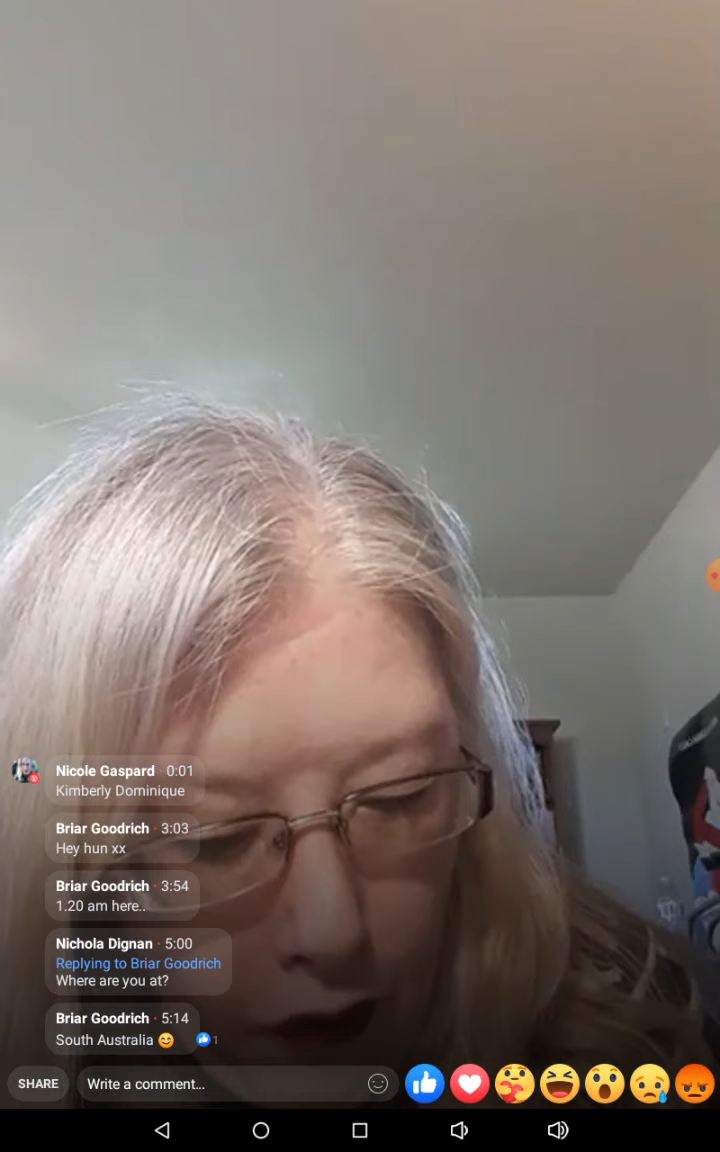 Nicole Gaspard · 0:01
Kimberly Dominique
Briar Goodrich · 3:03
Hey hun xx
Briar Goodrich · 3:54
1.20 am here..
Nichola Dignan · 5:00
Replying to Briar Goodrich
Where are you at?
Briar Goodrich · 5:14
South Australia 😊 1
SHARE Write a comment...